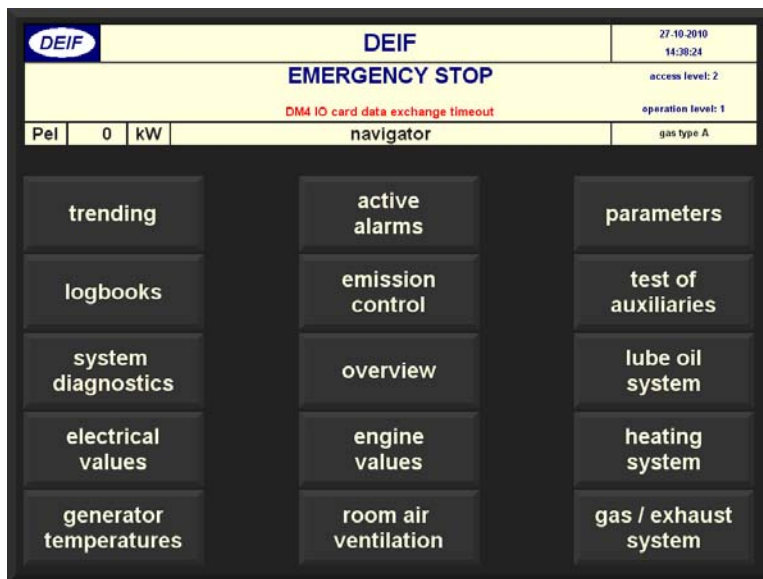 DEIF
DEIF
27-10-2010
14:38:24
EMERGENCY STOP
access level: 2
DM4 IO card data exchange timeout
operation level: 1
Pel 0 kW
navigator
gas type A
trending
active
alarms
parameters
logbooks
emission
control
test of
auxiliaries
system
diagnostics
overview
lube oil
system
electrical
values
engine
values
heating
system
generator
temperatures
room air
ventilation
gas / exhaust
system